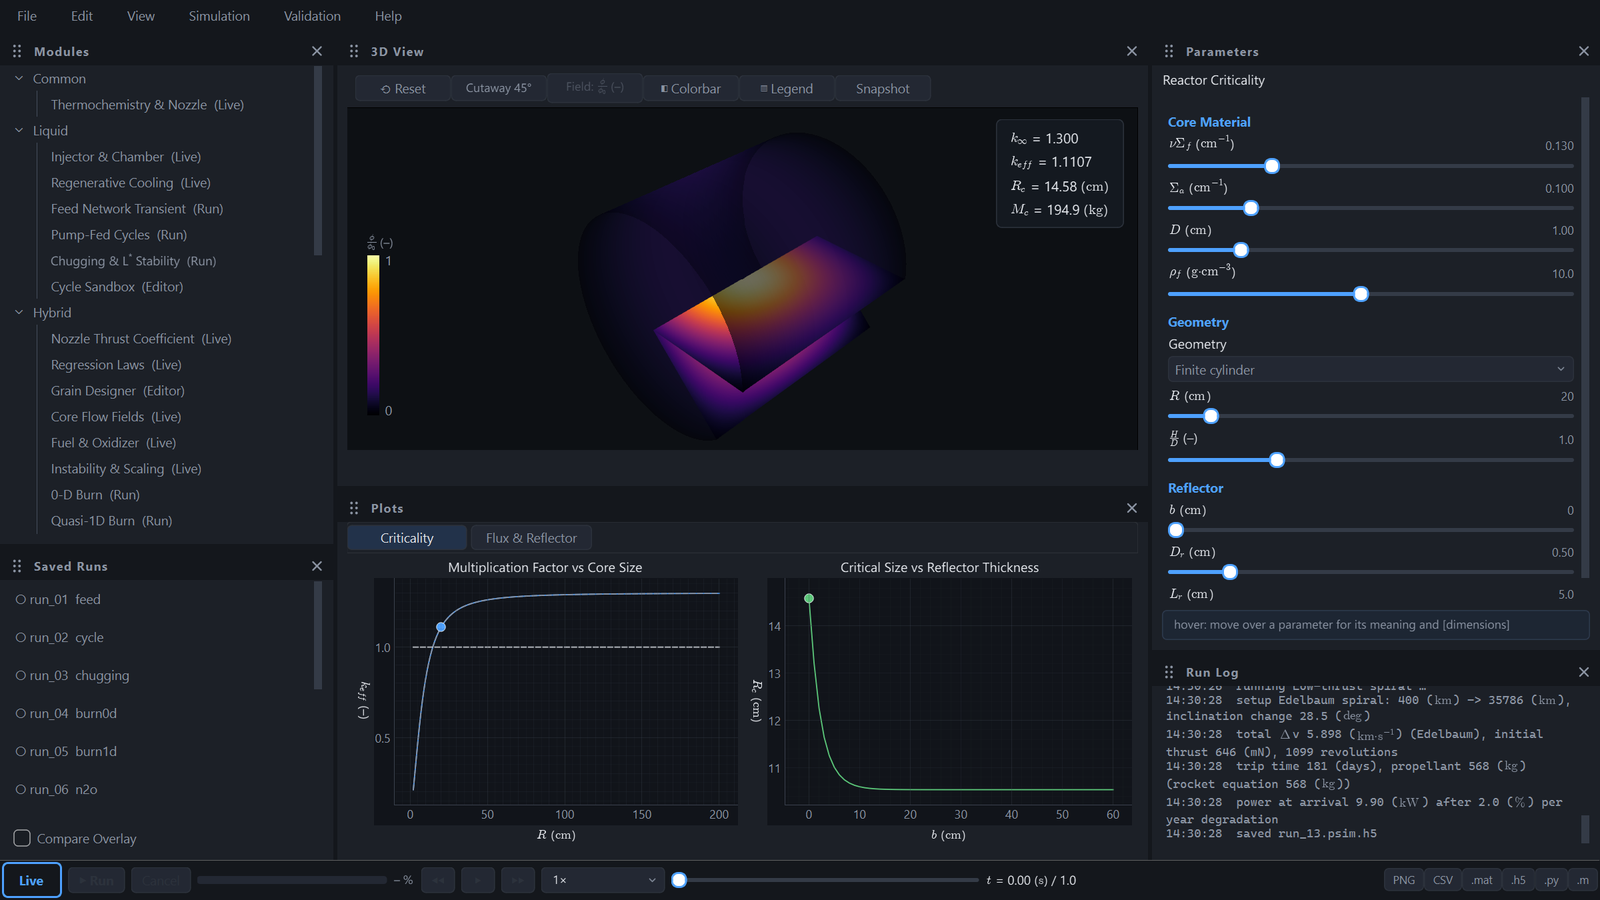 File Edit View Simulation Validation Help
Modules
Common
Thermochemistry & Nozzle (Live)
Liquid
Injector & Chamber (Live)
Regenerative Cooling (Live)
Feed Network Transient (Run)
Pump-Fed Cycles (Run)
Chugging & L* Stability (Run)
Cycle Sandbox (Editor)
Hybrid
Nozzle Thrust Coefficient (Live)
Regression Laws (Live)
Grain Designer (Editor)
Core Flow Fields (Live)
Fuel & Oxidizer (Live)
Instability & Scaling (Live)
0-D Burn (Run)
Quasi-1D Burn (Run)
Saved Runs
run_01 feed
run_02 cycle
run_03 chugging
run_04 burn0d
run_05 burn1d
run_06 n2o
Compare Overlay
3D View
Reset Cutaway 45° Field: (–) Colorbar Legend Snapshot
k∞ = 1.300
keff = 1.1107
Rc = 14.58 (cm)
Mc = 194.9 (kg)
(–)
1
0
Plots
Criticality Flux & Reflector
Multiplication Factor vs Core Size
keff (–)
1.0
0.5
0 50 100 150 200
R (cm)
Critical Size vs Reflector Thickness
Rc (cm)
14
13
12
11
0 10 20 30 40 50 60
b (cm)
Parameters
Reactor Criticality
Core Material
νΣf (cm⁻¹) 0.130
Σa (cm⁻¹) 0.100
D (cm) 1.00
ρf (g·cm⁻³) 10.0
Geometry
Geometry
Finite cylinder
R (cm) 20
H/D (–) 1.0
Reflector
b (cm) 0
Dr (cm) 0.50
Lr (cm) 5.0
hover: move over a parameter for its meaning and [dimensions]
Run Log
14:30:28 running Low-thrust spiral …
14:30:28 setup Edelbaum spiral: 400 (km) -> 35786 (km),
inclination change 28.5 (deg)
14:30:28 total Δv 5.898 (km·s⁻¹) (Edelbaum), initial
thrust 646 (mN), 1099 revolutions
14:30:28 trip time 181 (days), propellant 568 (kg)
(rocket equation 568 (kg))
14:30:28 power at arrival 9.90 (kW) after 2.0 (%) per
year degradation
14:30:28 saved run_13.psim.h5
Live Run Cancel – % 1× t = 0.00 (s) / 1.0 PNG CSV .mat .h5 .py .m